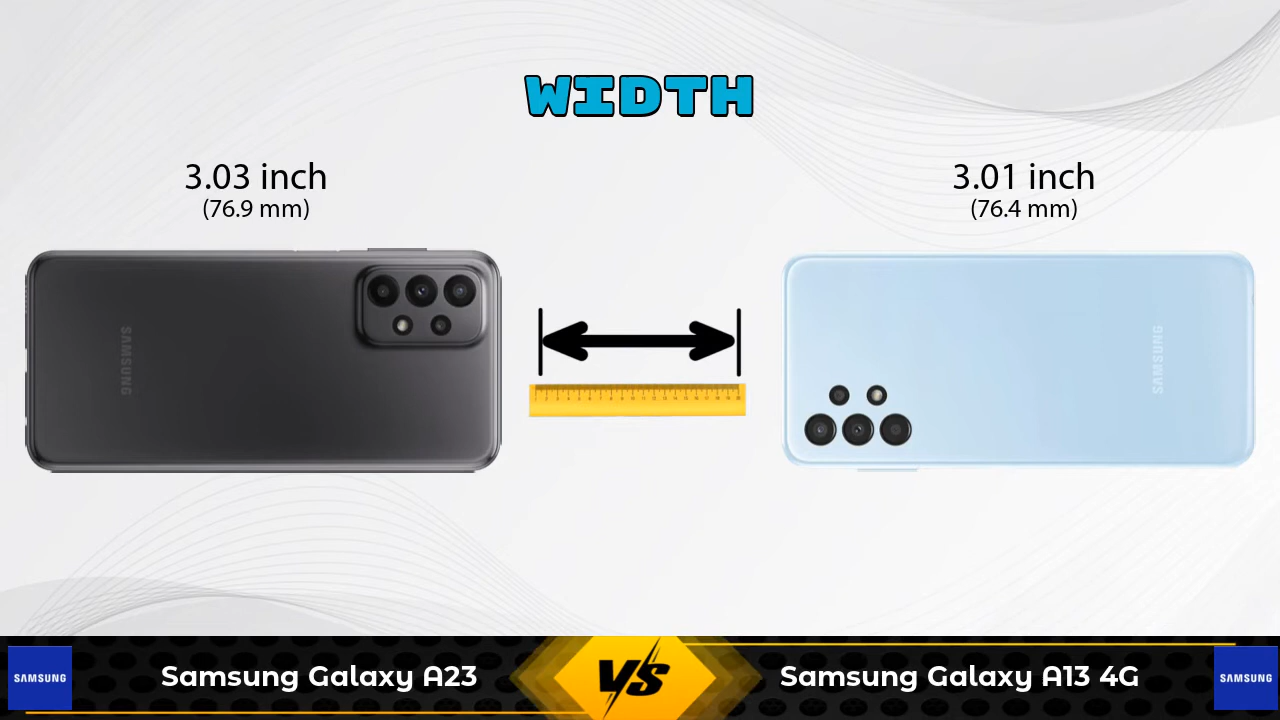 WIDTH
3.03 inch
(76.9 mm)
3.01 inch
(76.4 mm)
SAMSUNG
SAMSUNG
SAMSUNG
Samsung Galaxy A23
VS
Samsung Galaxy A13 4G
SAMSUNG